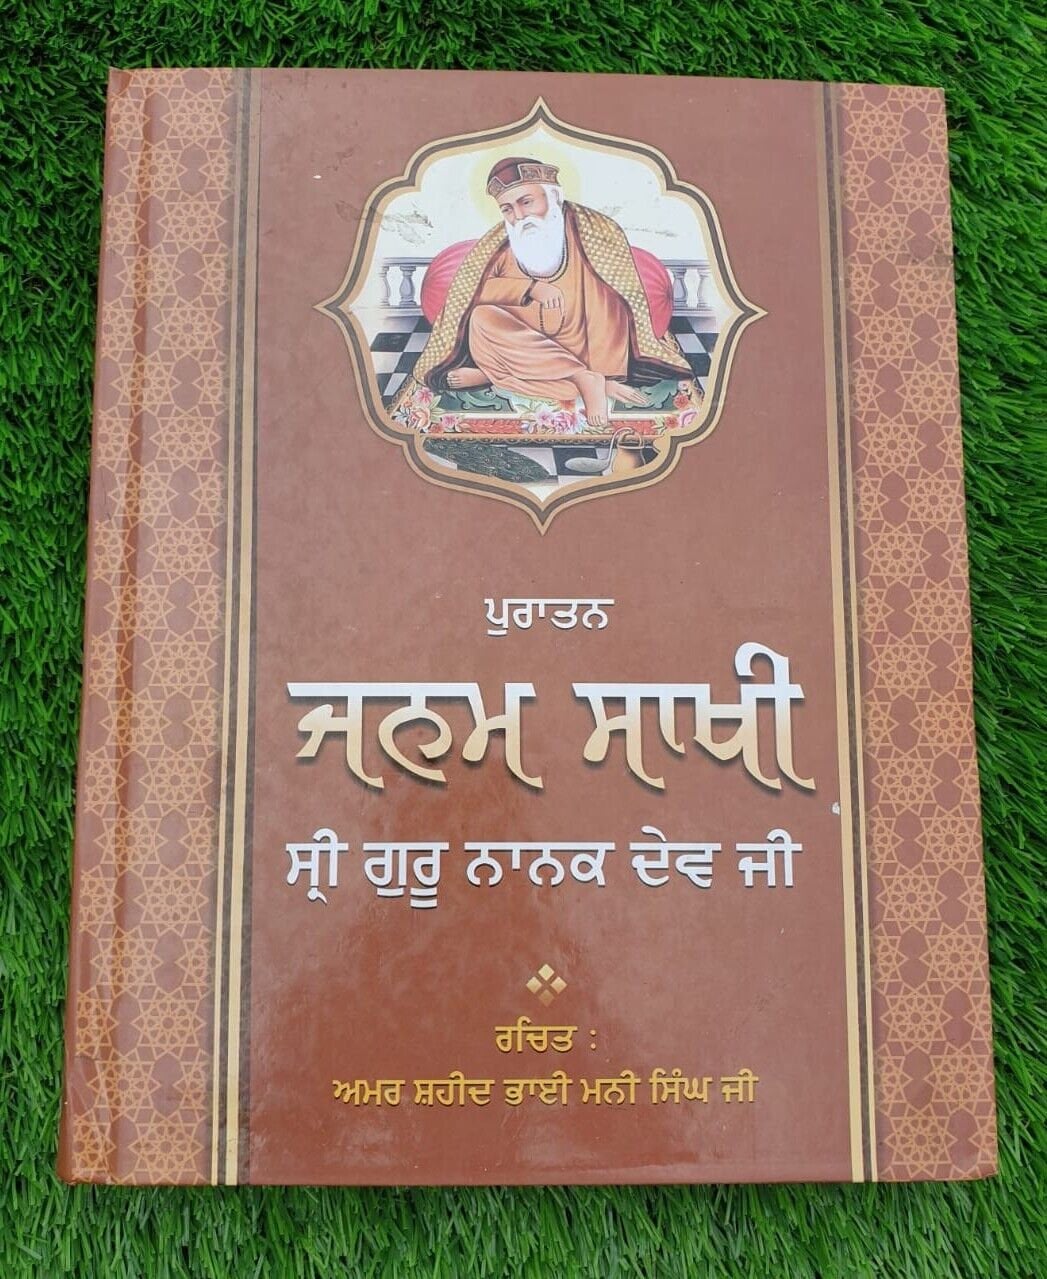 ਪੁਰਾਤਨ
ਜਨਮ ਸਾਖੀ
ਸ੍ਰੀ ਗੁਰੂ ਨਾਨਕ ਦੇਵ ਜੀ
ਰਚਿਤ :
ਅਮਰ ਸ਼ਹੀਦ ਭਾਈ ਮਨੀ ਸਿੰਘ ਜੀ